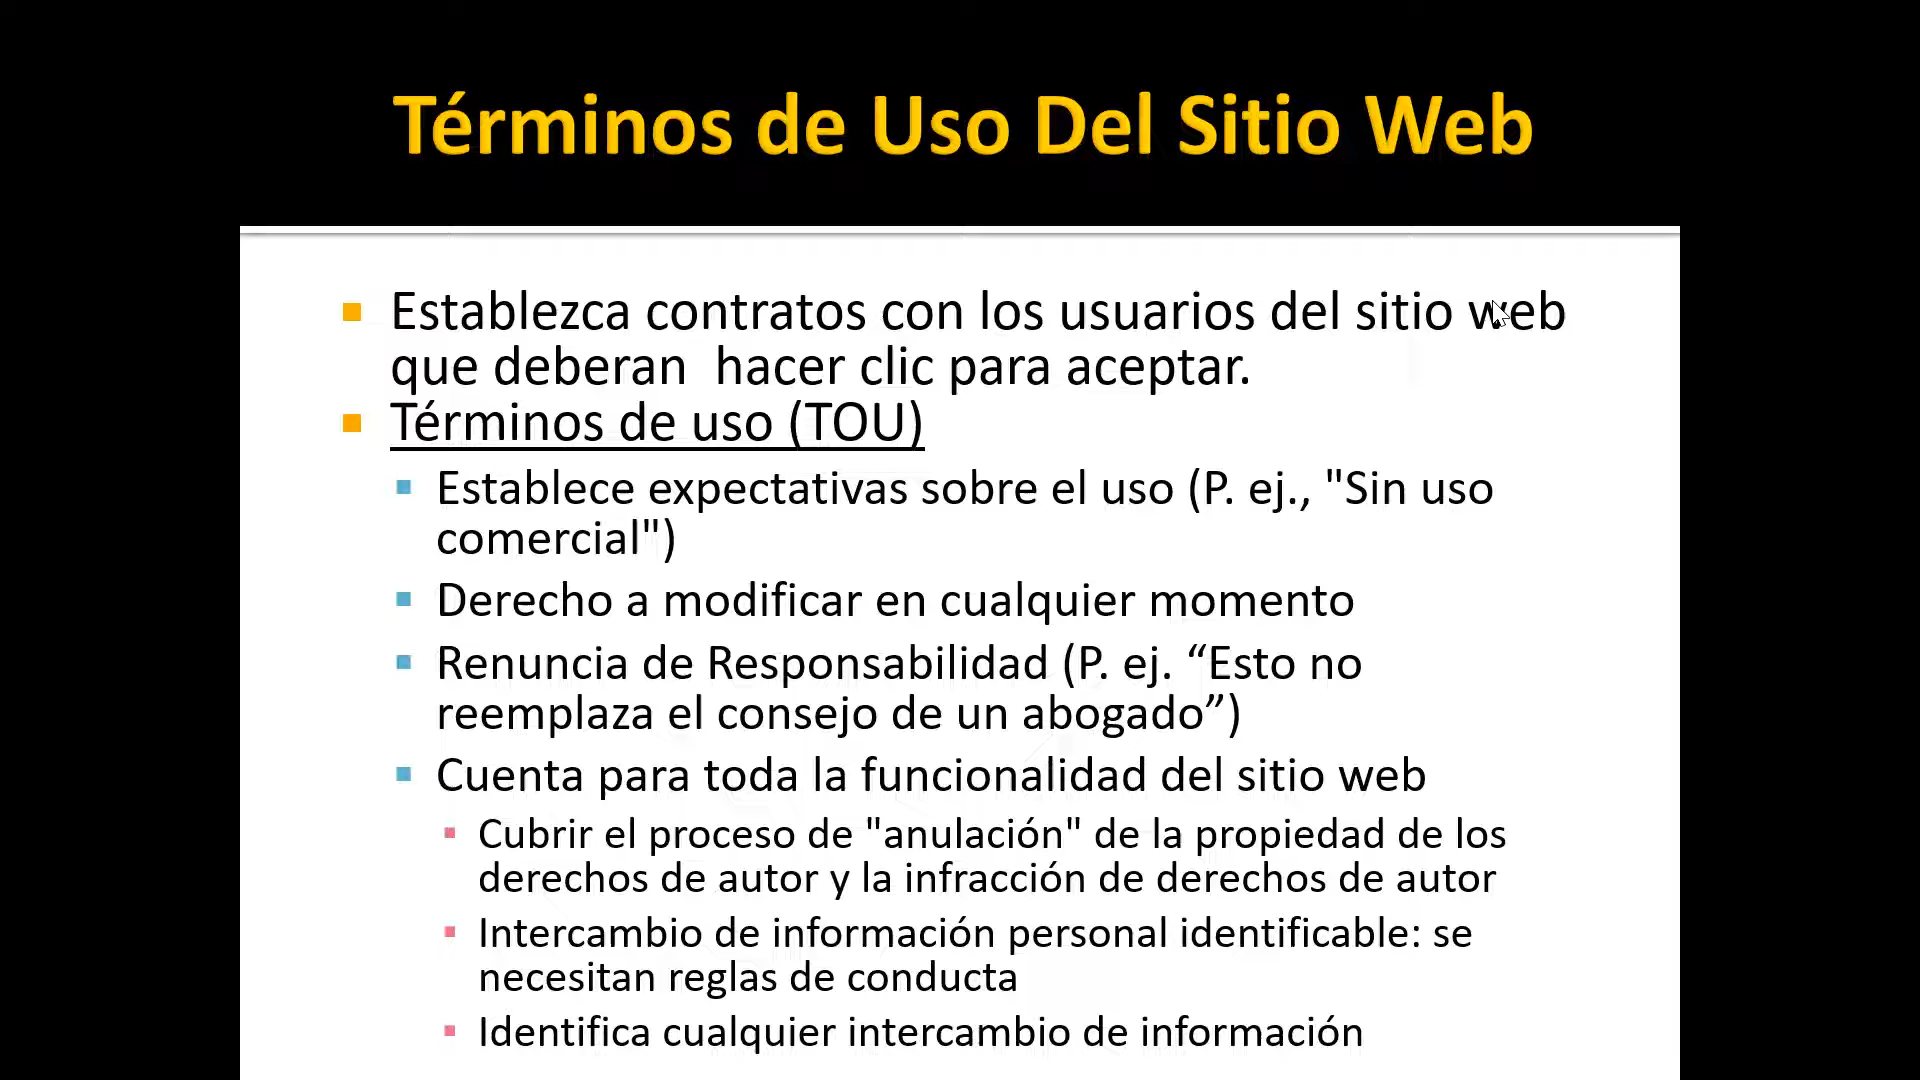 Términos de Uso Del Sitio Web
Establezca contratos con los usuarios del sitio web
que deberan  hacer clic para aceptar.
Términos de uso (TOU)
Establece expectativas sobre el uso (P. ej., "Sin uso
comercial")
Derecho a modificar en cualquier momento
Renuncia de Responsabilidad (P. ej. “Esto no
reemplaza el consejo de un abogado”)
Cuenta para toda la funcionalidad del sitio web
Cubrir el proceso de "anulación" de la propiedad de los
derechos de autor y la infracción de derechos de autor
Intercambio de información personal identificable: se
necesitan reglas de conducta
Identifica cualquier intercambio de información